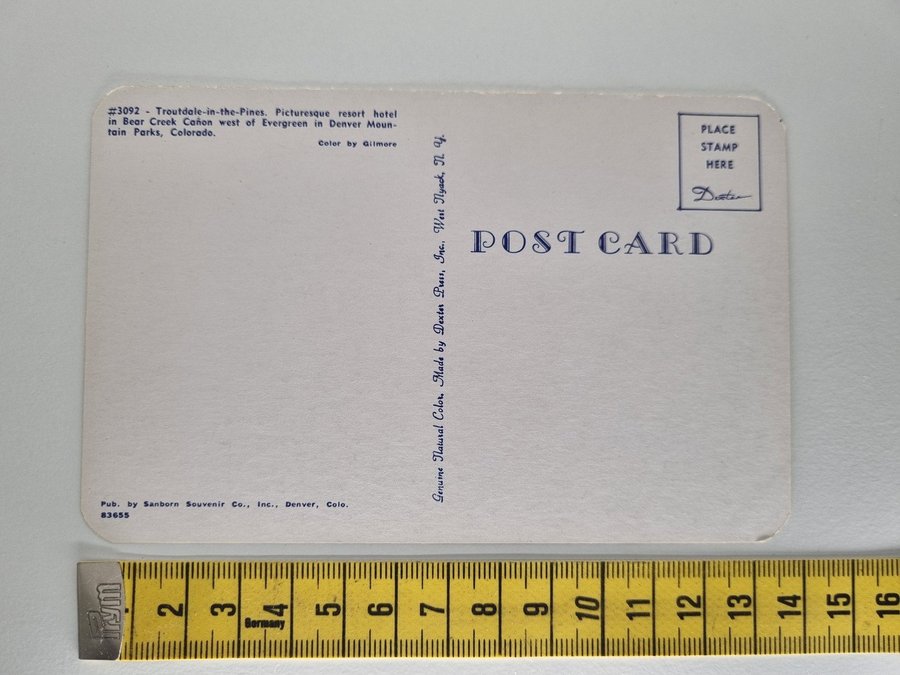 #3092 - Troutdale-in-the-Pines. Picturesque resort hotel
in Bear Creek Cañon west of Evergreen in Denver Moun-
tain Parks, Colorado.
Color by Gilmore
PLACE
STAMP
HERE
Dexter
POST CARD
Genuine Natural Color, Made by Dexter Press, Inc., West Nyack, N. Y.
Pub. by Sanborn Souvenir Co., Inc., Denver, Colo.
83655
Prym
2 3 4 5 6 7 8 9 10 11 12 13 14 15 16
Germany